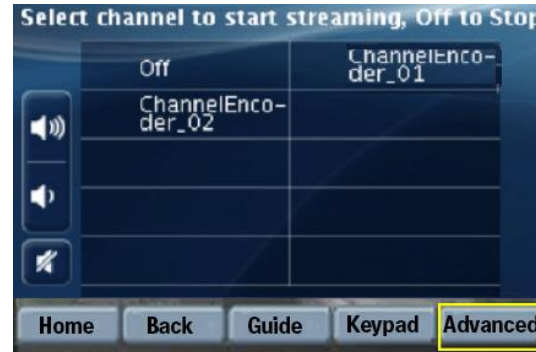 Select channel to start streaming, Off to Stop
Off
ChannelEnco-
der_01
ChannelEnco-
der_02
Home Back Guide Keypad Advanced